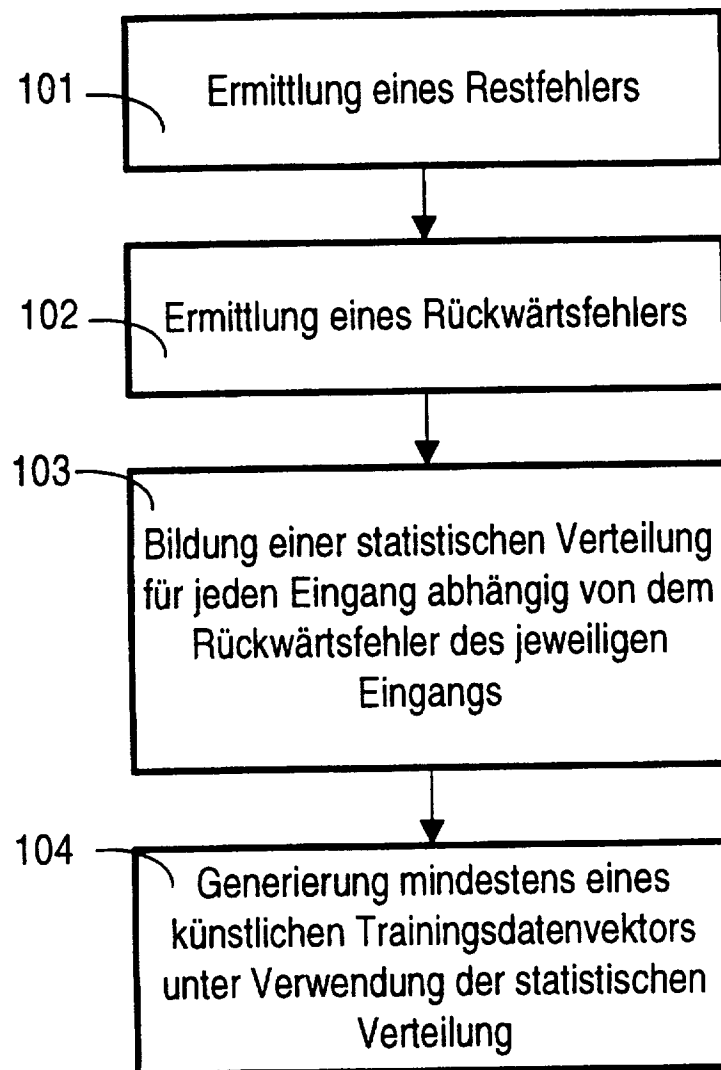 101
Ermittlung eines Restfehlers
102
Ermittlung eines Rückwärtsfehlers
103
Bildung einer statistischen Verteilung
für jeden Eingang abhängig von dem
Rückwärtsfehler des jeweiligen
Eingangs
104
Generierung mindestens eines
künstlichen Trainingsdatenvektors
unter Verwendung der statistischen
Verteilung